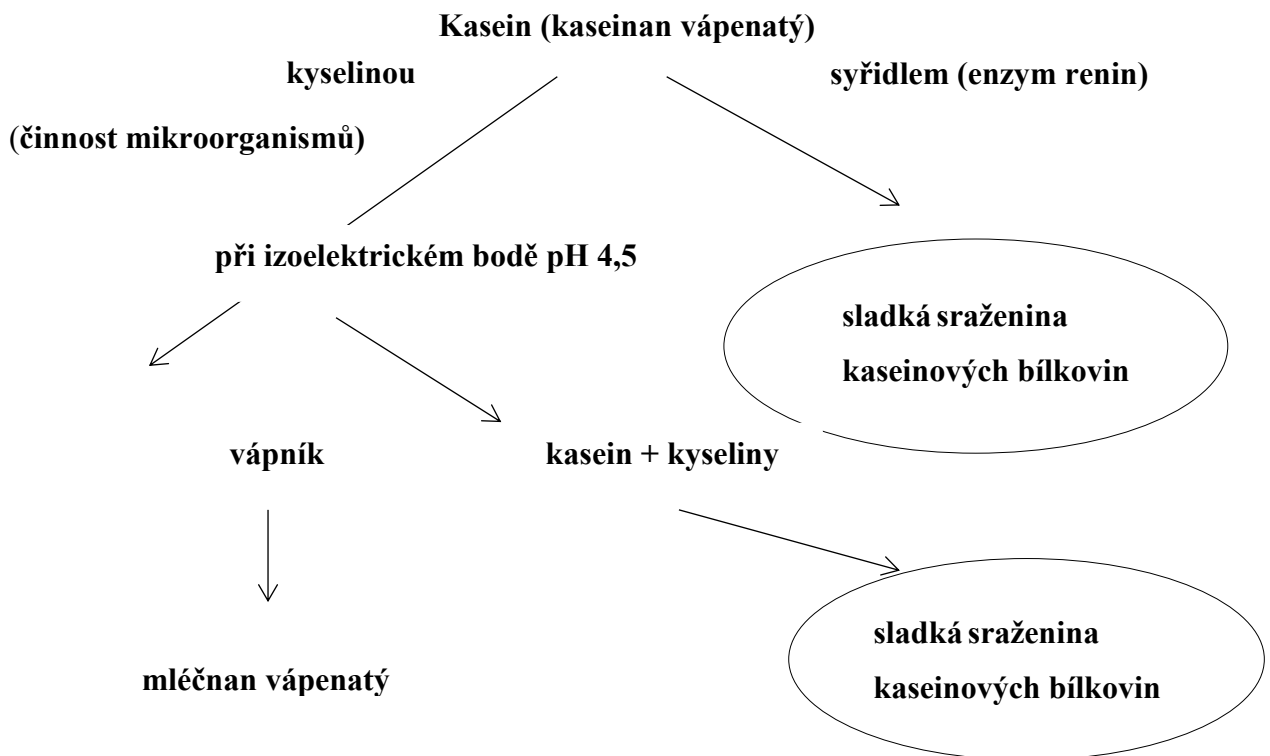 Kasein (kaseinan vápenatý)
kyselinou
syřidlem (enzym renin)
(činnost mikroorganismů)
při izoelektrickém bodě pH 4,5
sladká sraženina
kaseinových bílkovin
vápník
kasein + kyseliny
sladká sraženina
kaseinových bílkovin
mléčnan vápenatý